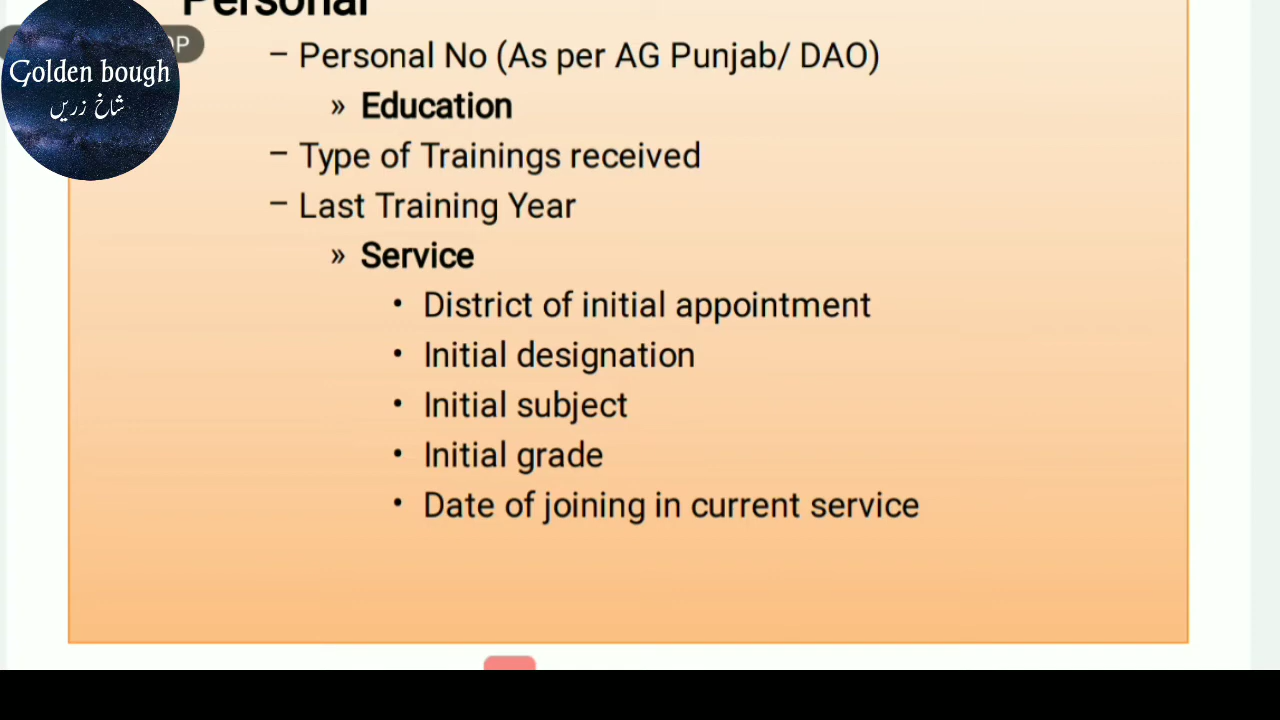 Personal
OP
Golden bough
شاخ زریں
– Personal No (As per AG Punjab/ DAO)
» Education
– Type of Trainings received
– Last Training Year
» Service
• District of initial appointment
• Initial designation
• Initial subject
• Initial grade
• Date of joining in current service